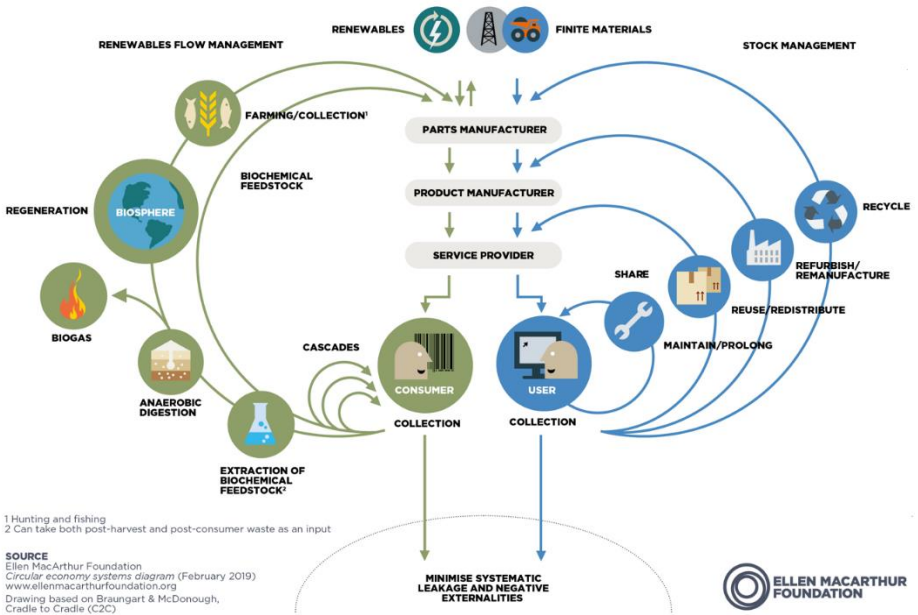 RENEWABLES
FINITE MATERIALS
RENEWABLES FLOW MANAGEMENT
STOCK MANAGEMENT
FARMING/COLLECTION¹
PARTS MANUFACTURER
BIOCHEMICAL
FEEDSTOCK
PRODUCT MANUFACTURER
REGENERATION
BIOSPHERE
RECYCLE
SERVICE PROVIDER
SHARE
REFURBISH/
REMANUFACTURE
REUSE/REDISTRIBUTE
BIOGAS
CASCADES
MAINTAIN/PROLONG
CONSUMER
USER
ANAEROBIC
DIGESTION
COLLECTION
COLLECTION
EXTRACTION OF
BIOCHEMICAL
FEEDSTOCK²
1 Hunting and fishing
2 Can take both post-harvest and post-consumer waste as an input
SOURCE
Ellen MacArthur Foundation
Circular economy systems diagram (February 2019)
www.ellenmacarthurfoundation.org
Drawing based on Braungart & McDonough,
Cradle to Cradle (C2C)
MINIMISE SYSTEMATIC
LEAKAGE AND NEGATIVE
EXTERNALITIES
ELLEN MACARTHUR
FOUNDATION